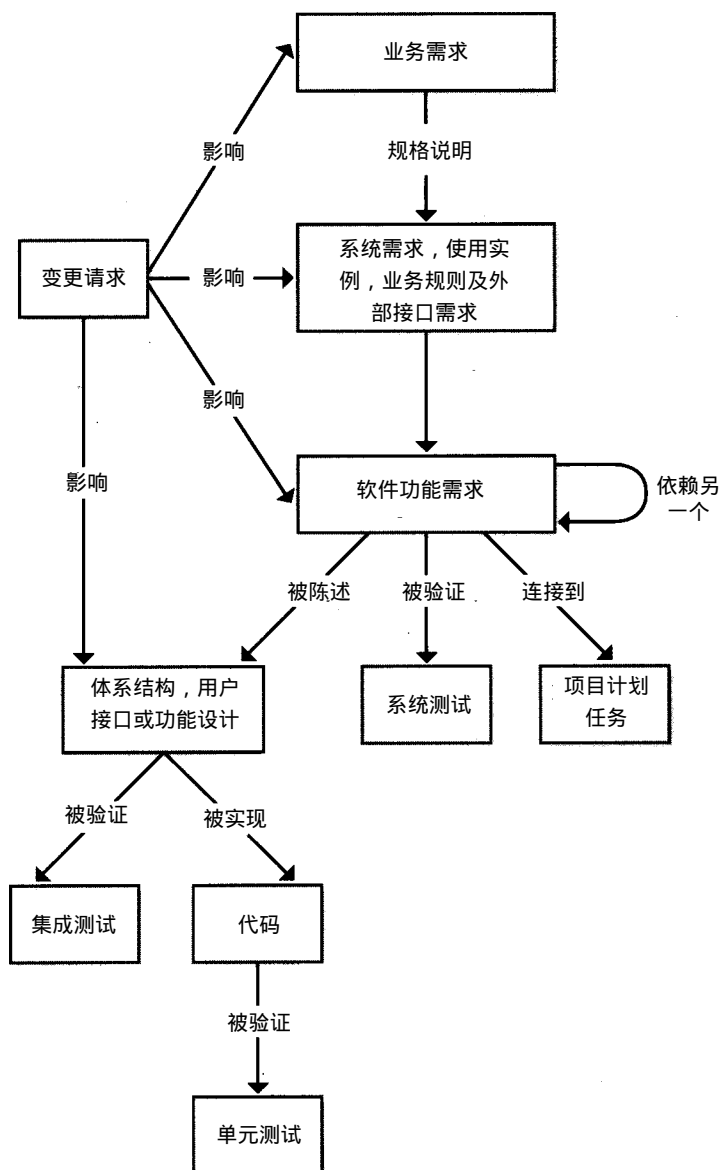 业务需求
影响
规格说明
变更请求
影响
系统需求，使用实
例，业务规则及外
部接口需求
影响
影响
软件功能需求
依赖另
一个
被陈述
被验证
连接到
体系结构，用户
接口或功能设计
系统测试
项目计划
任务
被验证
被实现
集成测试
代码
被验证
单元测试